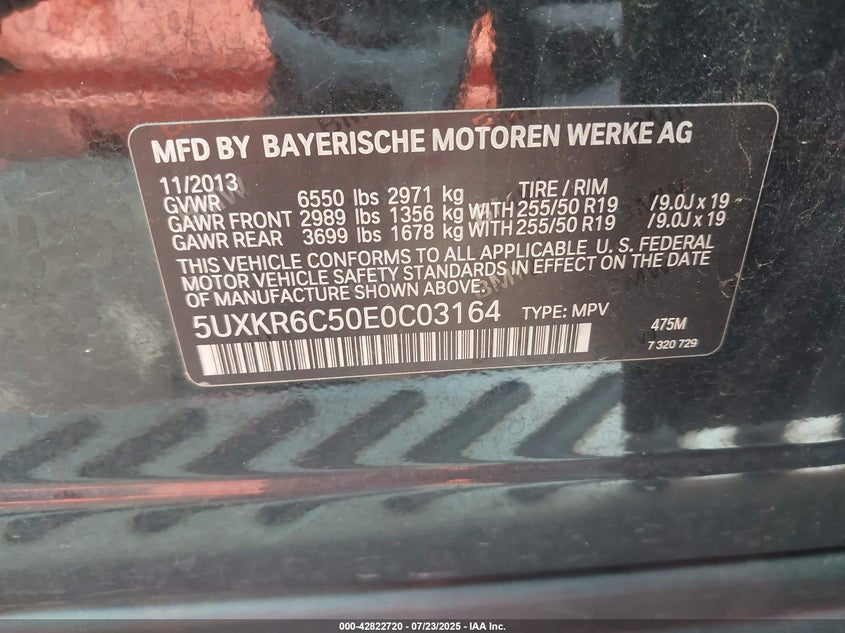 MFD BY BAYERISCHE MOTOREN WERKE AG
11/2013 TIRE / RIM
GVWR 6550 lbs 2971 kg
GAWR FRONT 2989 lbs 1356 kg WITH 255/50 R19 /9.0J x 19
GAWR REAR 3699 lbs 1678 kg WITH 255/50 R19 /9.0J x 19
THIS VEHICLE CONFORMS TO ALL APPLICABLE U. S. FEDERAL
MOTOR VEHICLE SAFETY STANDARDS IN EFFECT ON THE DATE
OF MANUFACTURE SHOWN ABOVE.
5UXKR6C50E0C03164 TYPE: MPV 475M
7 320 729
000-42822720 - 07/23/2025 - IAA Inc.